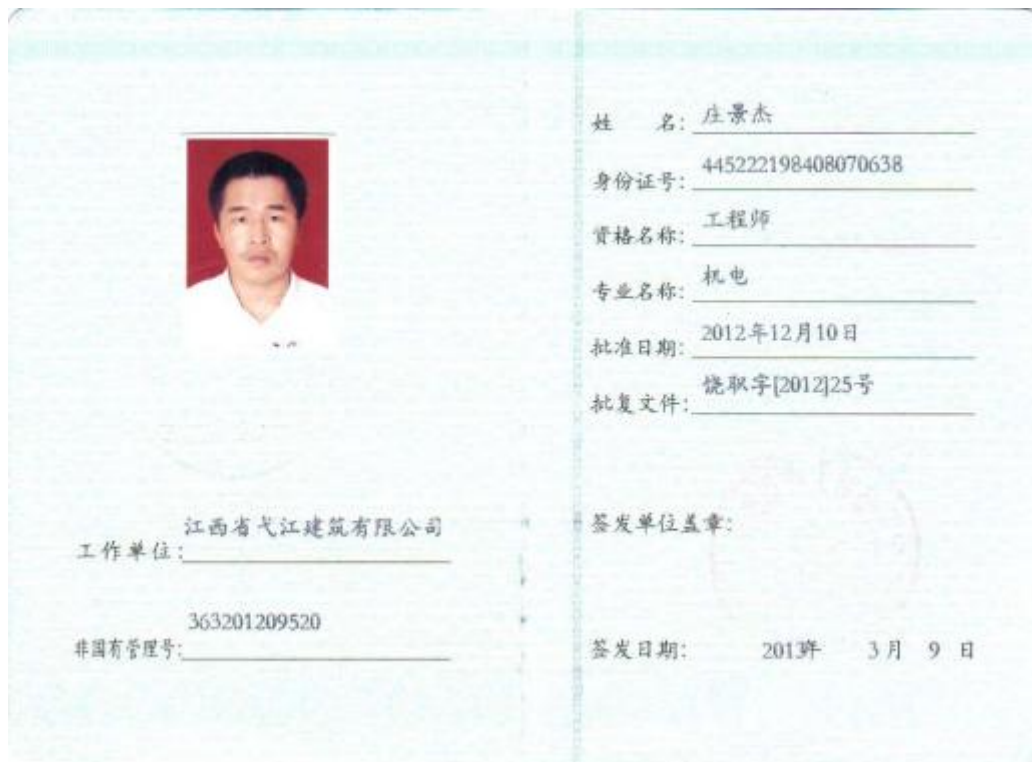 工作单位:江西省弋江建筑有限公司
非国有管理号:363201209520
姓 名:庄景杰
身份证号:445222198408070638
资格名称:工程师
专业名称:机电
批准日期:2012年12月10日
批复文件:饶职字[2012]25号
签发单位盖章:
签发日期: 2013年 3月 9 日